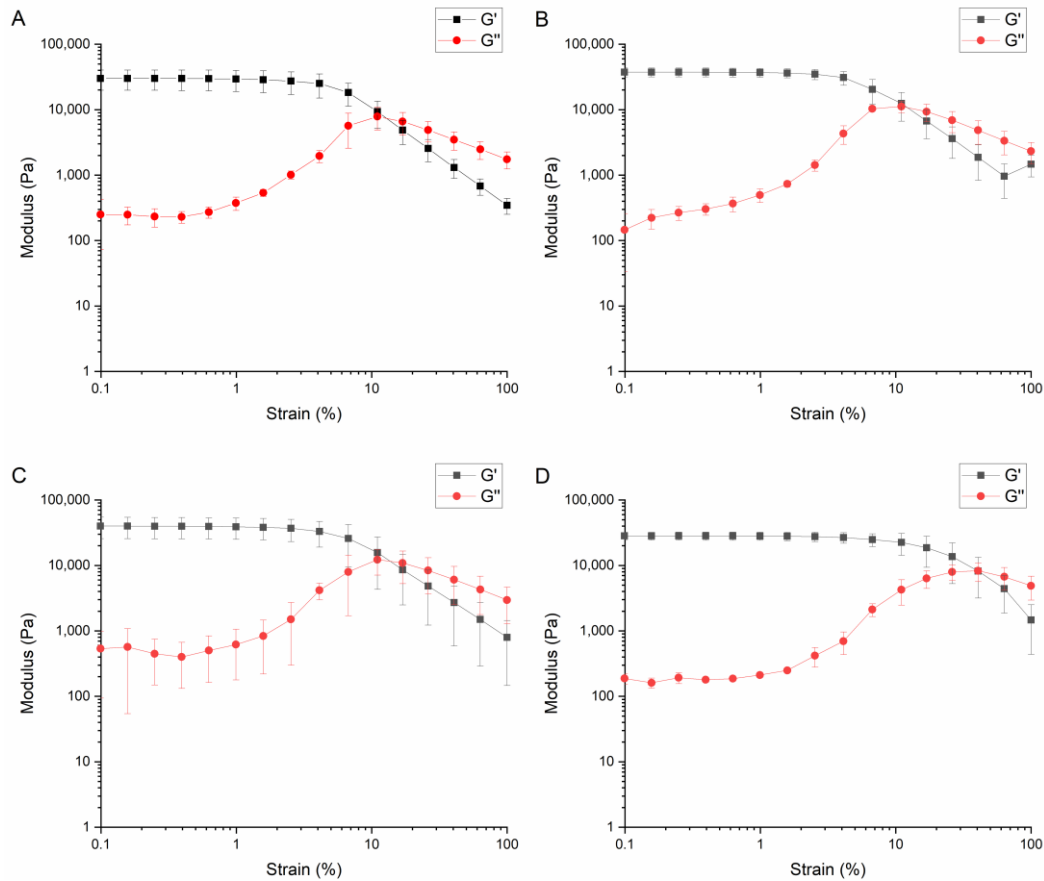 A
G'
G"
100,000
10,000
1,000
100
10
1
Modulus (Pa)
0.1
1
10
100
Strain (%)
B
G'
G"
100,000
10,000
1,000
100
10
1
Modulus (Pa)
0.1
1
10
100
Strain (%)
C
G'
G"
100,000
10,000
1,000
100
10
1
Modulus (Pa)
0.1
1
10
100
Strain (%)
D
G'
G"
100,000
10,000
1,000
100
10
1
Modulus (Pa)
0.1
1
10
100
Strain (%)